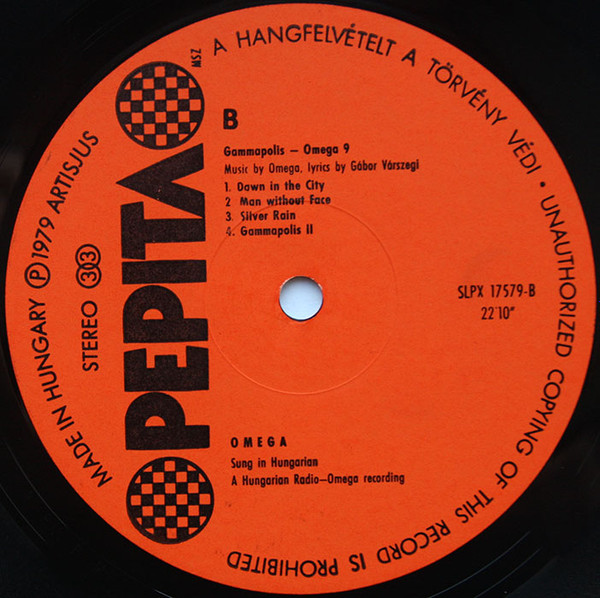 A HANGFELVÉTELT A TÖRVÉNY VÉDI • UNAUTHORIZED COPYING OF THIS RECORD IS PROHIBITED
MADE IN HUNGARY Ⓟ 1979 ARTISJUS
STEREO 303
PEPITA
MSZ
B
Gammapolis — Omega 9
Music by Omega, lyrics by Gábor Várszegi
1. Dawn in the City
2 Man without Face
3. Silver Rain
4. Gammapolis II
SLPX 17579-B
22'10"
OMEGA
Sung in Hungarian
A Hungarian Radio—Omega recording